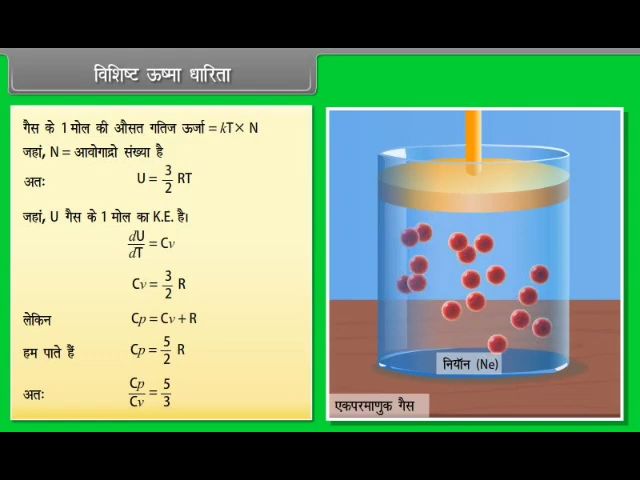 विशिष्ट ऊष्मा धारिता
गैस के 1 मोल की औसत गतिज ऊर्जा = kT × N
जहां, N = आवोगाद्रो संख्या है
अतः U = 3/2 RT
जहां, U गैस के 1 मोल का K.E. है।
dU/dT = Cv
Cv = 3/2 R
लेकिन Cp = Cv + R
हम पाते हैं Cp = 5/2 R
अतः Cp/Cv = 5/3
नियॉन (Ne)
एकपरमाणुक गैस